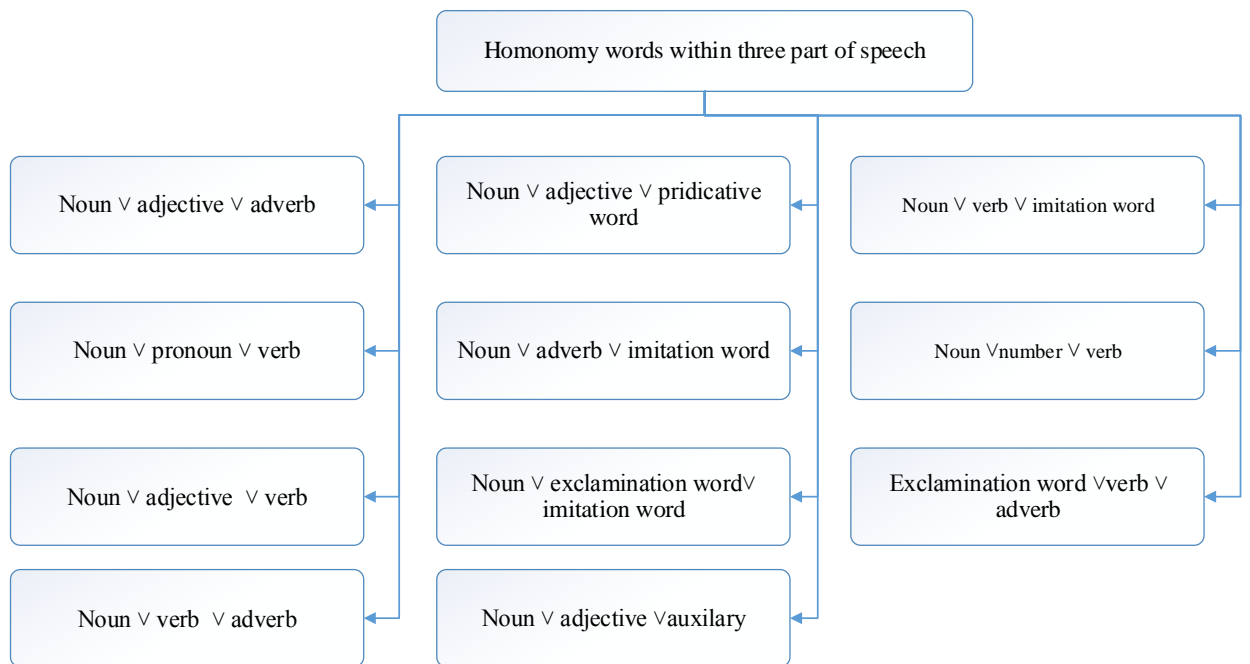 Homonomy words within three part of speech
Noun ∨ adjective ∨ adverb
Noun ∨ adjective ∨ pridicative
word
Noun ∨ verb ∨ imitation word
Noun ∨ pronoun ∨ verb
Noun ∨ adverb ∨ imitation word
Noun ∨number ∨ verb
Noun ∨ adjective ∨ verb
Noun ∨ exclamination word∨
imitation word
Exclamination word ∨verb ∨
adverb
Noun ∨ verb ∨ adverb
Noun ∨ adjective ∨auxilary